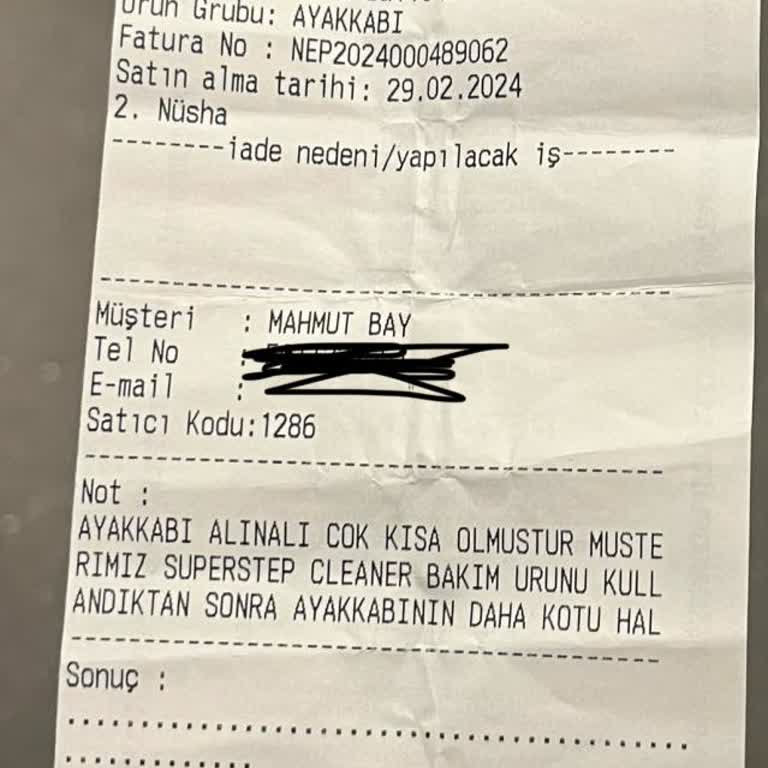 Ürün Grubu: AYAKKABI
Fatura No : NEP2024000489062
Satın alma tarihi: 29.02.2024
2. Nüsha
--------iade nedeni/yapılacak iş--------
Müşteri : MAHMUT BAY
Tel No :
E-mail :
Satıcı Kodu:1286
Not :
AYAKKABI ALINALI COK KISA OLMUSTUR MUSTE
RIMIZ SUPERSTEP CLEANER BAKIM URUNU KULL
ANDIKTAN SONRA AYAKKABININ DAHA KOTU HAL
Sonuç :